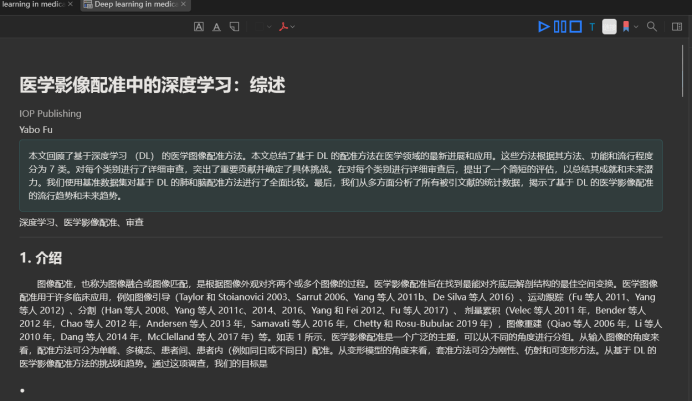 learning in medic × Deep learning in medic ×
T
医学影像配准中的深度学习：综述
IOP Publishing
Yabo Fu
本文回顾了基于深度学习 （DL） 的医学图像配准方法。本文总结了基于 DL 的配准方法在医学领域的最新进展和应用。这些方法根据其方法、功能和流行程度
分为 7 类。对每个类别进行了详细审查，突出了重要贡献并确定了具体挑战。在对每个类别进行详细审查后，提出了一个简短的评估，以总结其成就和未来潜
力。我们使用基准数据集对基于 DL 的肺和脑配准方法进行了全面比较。最后，我们从多方面分析了所有被引文献的统计数据，揭示了基于 DL 的医学影像配准
的流行趋势和未来趋势。
深度学习、医学影像配准、审查
1. 介绍
图像配准，也称为图像融合或图像匹配，是根据图像外观对齐两个或多个图像的过程。医学影像配准旨在找到最能对齐底层解剖结构的最佳空间变换。医学图
像配准用于许多临床应用，例如图像引导（Taylor 和 Stoianovici 2003、Sarrut 2006、Yang 等人 2011b、De Silva 等人 2016）、运动跟踪（Fu 等人 2011、Yang
等人 2012）、分割（Han 等人 2008、Yang 等人 2011c、2014、2016、Yang 和 Fei 2012、Fu 等人 2017）、 剂量累积（Velec 等人 2011 年，Bender 等人
2012 年，Chao 等人 2012 年，Andersen 等人 2013 年，Samavati 等人 2016 年，Chetty 和 Rosu-Bubulac 2019 年），图像重建（Qiao 等人 2006 年，Li 等人
2010 年，Dang 等人 2014 年，McClelland 等人 2017 年）等。如表 1 所示，医学影像配准是一个广泛的主题，可以从不同的角度进行分组。从输入图像的角度来
看，配准方法可分为单峰、多模态、患者间、患者内（例如同日或不同日）配准。从变形模型的角度来看，套准方法可分为刚性、仿射和可变形方法。从基于 DL 的
医学影像配准方法的挑战和趋势。通过这项调查，我们的目标是
•